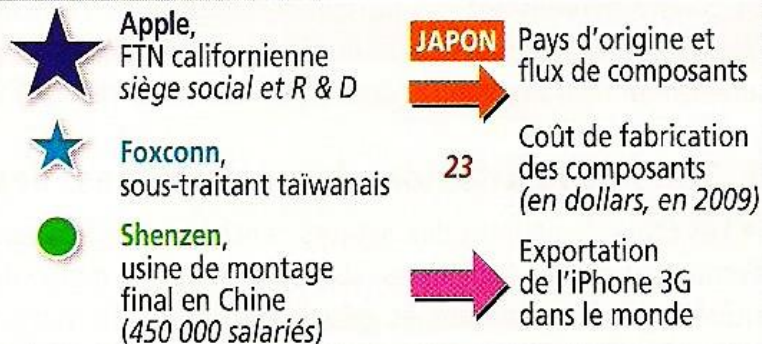 Apple,
FTN californienne
siège social et R & D
Foxconn,
sous-traitant taïwanais
Shenzen,
usine de montage
final en Chine
(450 000 salariés)
JAPON Pays d'origine et
flux de composants
23 Coût de fabrication
des composants
(en dollars, en 2009)
Exportation
de l'iPhone 3G
dans le monde